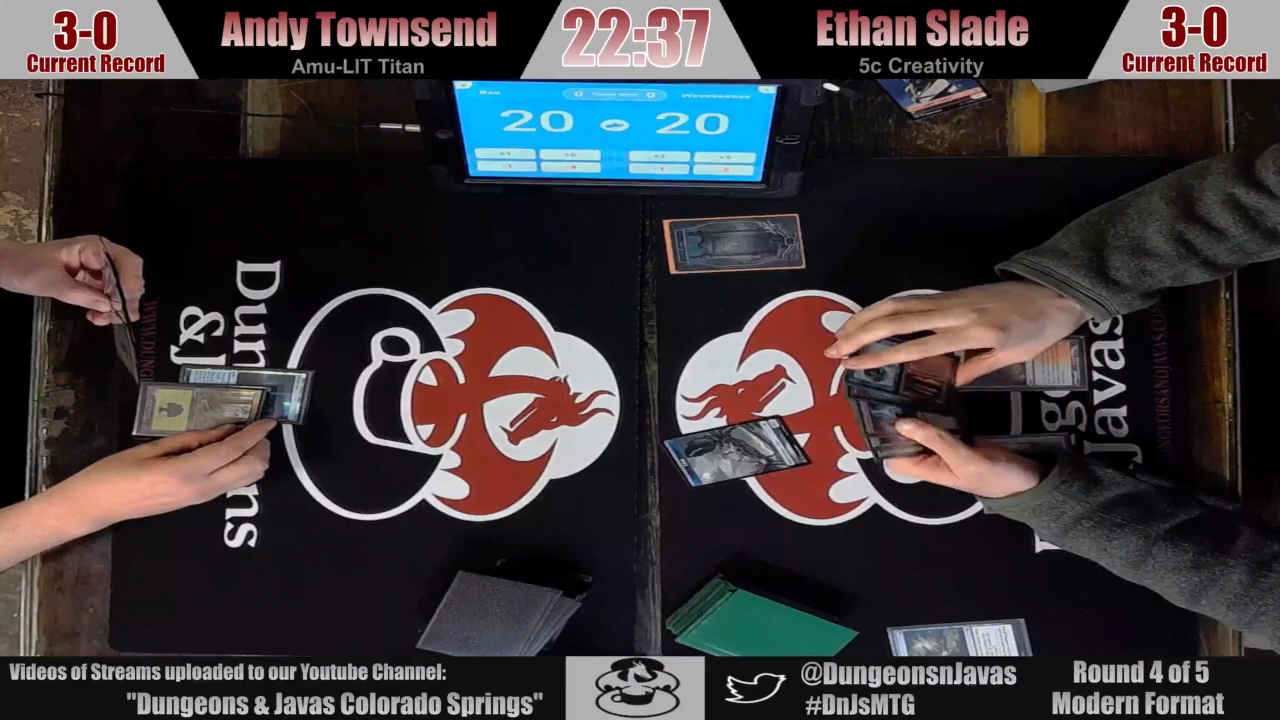 3-0
Current Record
Andy Townsend
Amu-LIT Titan
22:37
Ethan Slade
5c Creativity
3-0
Current Record
20 20
Dun
&
ns
Javas
Videos of Streams uploaded to our Youtube Channel:
"Dungeons & Javas Colorado Springs"
@DungeonsnJavas
#DnJsMTG
Round 4 of 5
Modern Format